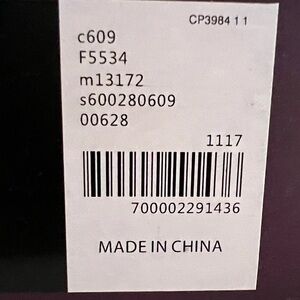 CP3984 1 1
c609
F5534
m13172
s600280609
00628
1117
700002291436
MADE IN CHINA